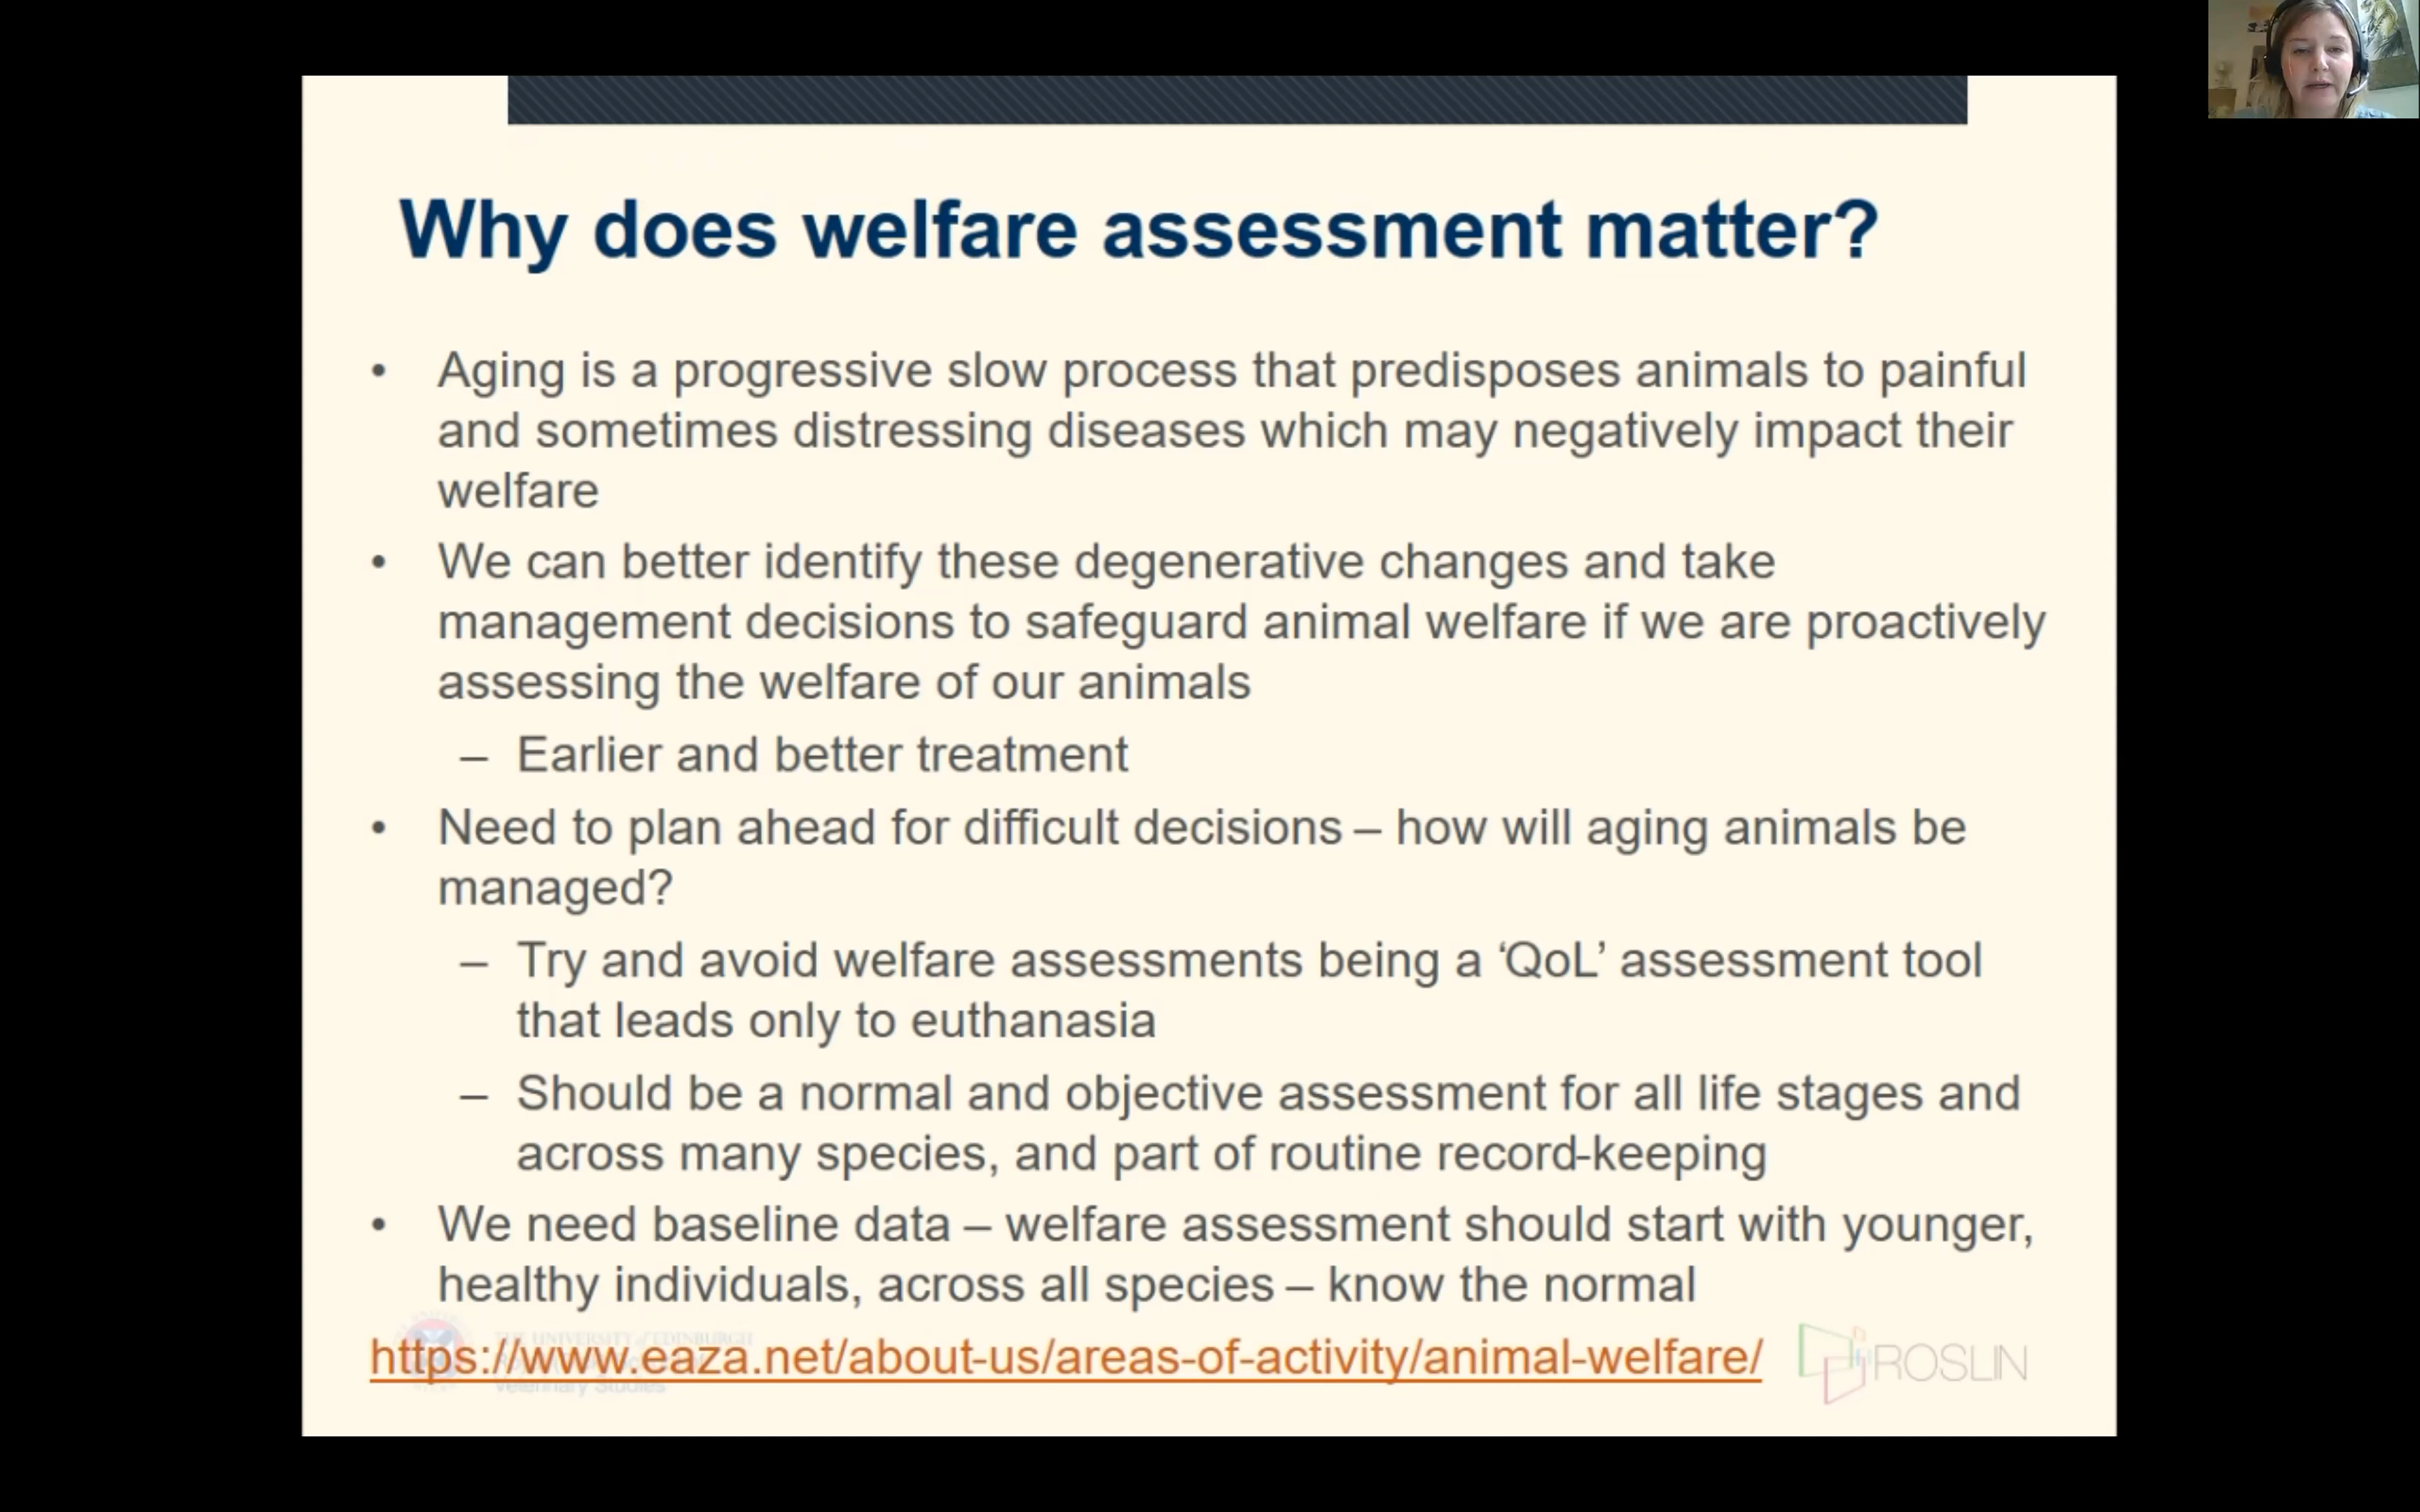 Why does welfare assessment matter?
• Aging is a progressive slow process that predisposes animals to painful
and sometimes distressing diseases which may negatively impact their
welfare
• We can better identify these degenerative changes and take
management decisions to safeguard animal welfare if we are proactively
assessing the welfare of our animals
– Earlier and better treatment
• Need to plan ahead for difficult decisions – how will aging animals be
managed?
– Try and avoid welfare assessments being a ‘QoL’ assessment tool
that leads only to euthanasia
– Should be a normal and objective assessment for all life stages and
across many species, and part of routine record-keeping
• We need baseline data – welfare assessment should start with younger,
healthy individuals, across all species – know the normal
THE UNIVERSITY of EDINBURGH
https://www.eaza.net/about-us/areas-of-activity/animal-welfare/
Veterinary Studies
ROSLIN